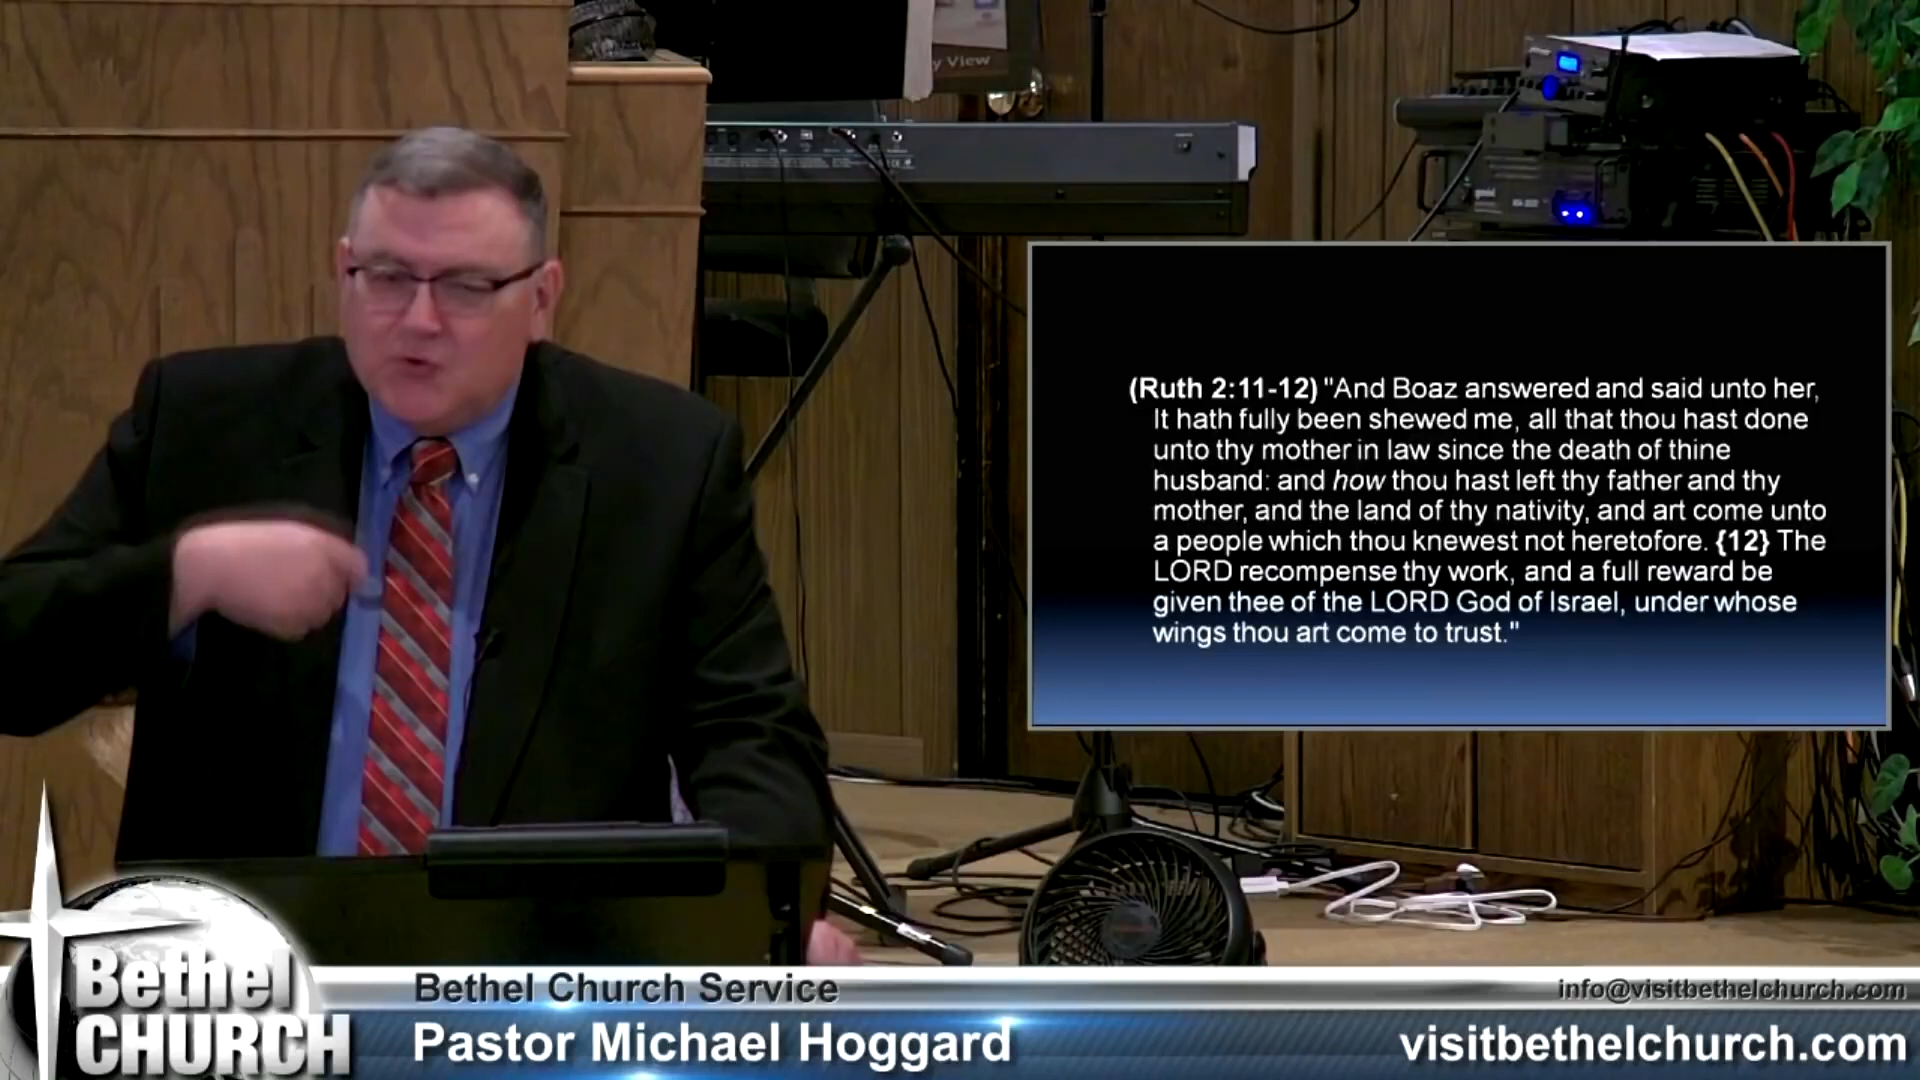 y View
(Ruth 2:11-12) "And Boaz answered and said unto her,
It hath fully been shewed me, all that thou hast done
unto thy mother in law since the death of thine
husband: and how thou hast left thy father and thy
mother, and the land of thy nativity, and art come unto
a people which thou knewest not heretofore. {12} The
LORD recompense thy work, and a full reward be
given thee of the LORD God of Israel, under whose
wings thou art come to trust."
Bethel
CHURCH
Bethel Church Service
info@visitbethelchurch.com
Pastor Michael Hoggard
visitbethelchurch.com